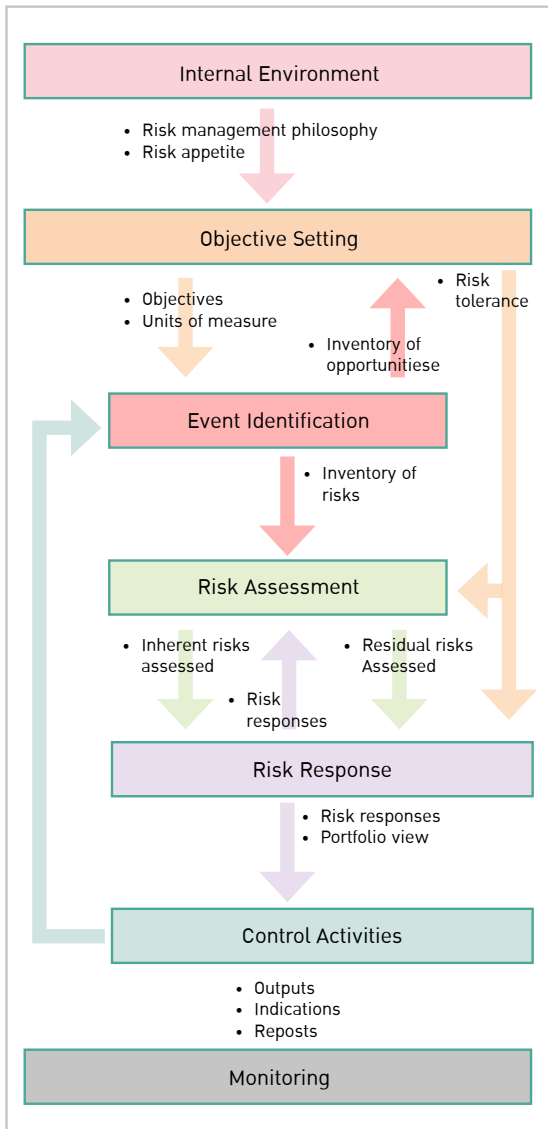 Internal Environment
• Risk management philosophy
• Risk appetite
Objective Setting
• Objectives
• Units of measure
• Risk
tolerance
• Inventory of
opportunitiese
Event Identification
• Inventory of
risks
Risk Assessment
• Inherent risks
assessed
• Residual risks
Assessed
• Risk
responses
Risk Response
• Risk responses
• Portfolio view
Control Activities
• Outputs
• Indications
• Reposts
Monitoring